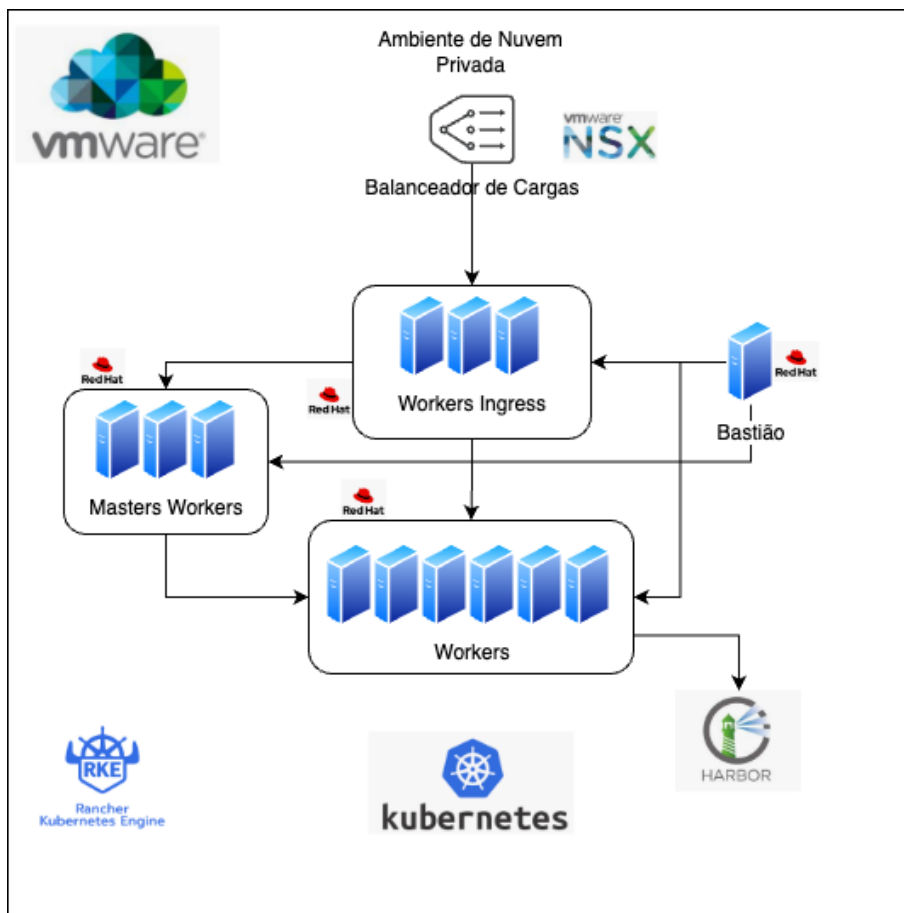 Ambiente de Nuvem
Privada
vmware®
vmware®
NSX
Balanceador de Cargas
Red Hat
Red Hat
Workers Ingress
Red Hat
Bastião
Masters Workers
Red Hat
Workers
HARBOR
RKE
Rancher
Kubernetes Engine
kubernetes